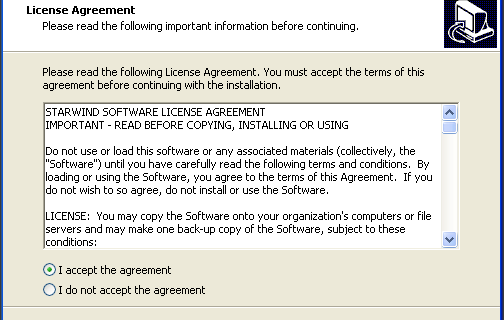 License Agreement
Please read the following important information before continuing.
Please read the following License Agreement. You must accept the terms of this
agreement before continuing with the installation.
STARWIND SOFTWARE LICENSE AGREEMENT
IMPORTANT - READ BEFORE COPYING, INSTALLING OR USING
Do not use or load this software or any associated materials (collectively, the
"Software") until you have carefully read the following terms and conditions.  By
loading or using the Software, you agree to the terms of this Agreement.  If you
do not wish to so agree, do not install or use the Software.
LICENSE:  You may copy the Software onto your organization's computers or file
servers and may make one back-up copy of the Software, subject to these
conditions:
I accept the agreement
I do not accept the agreement